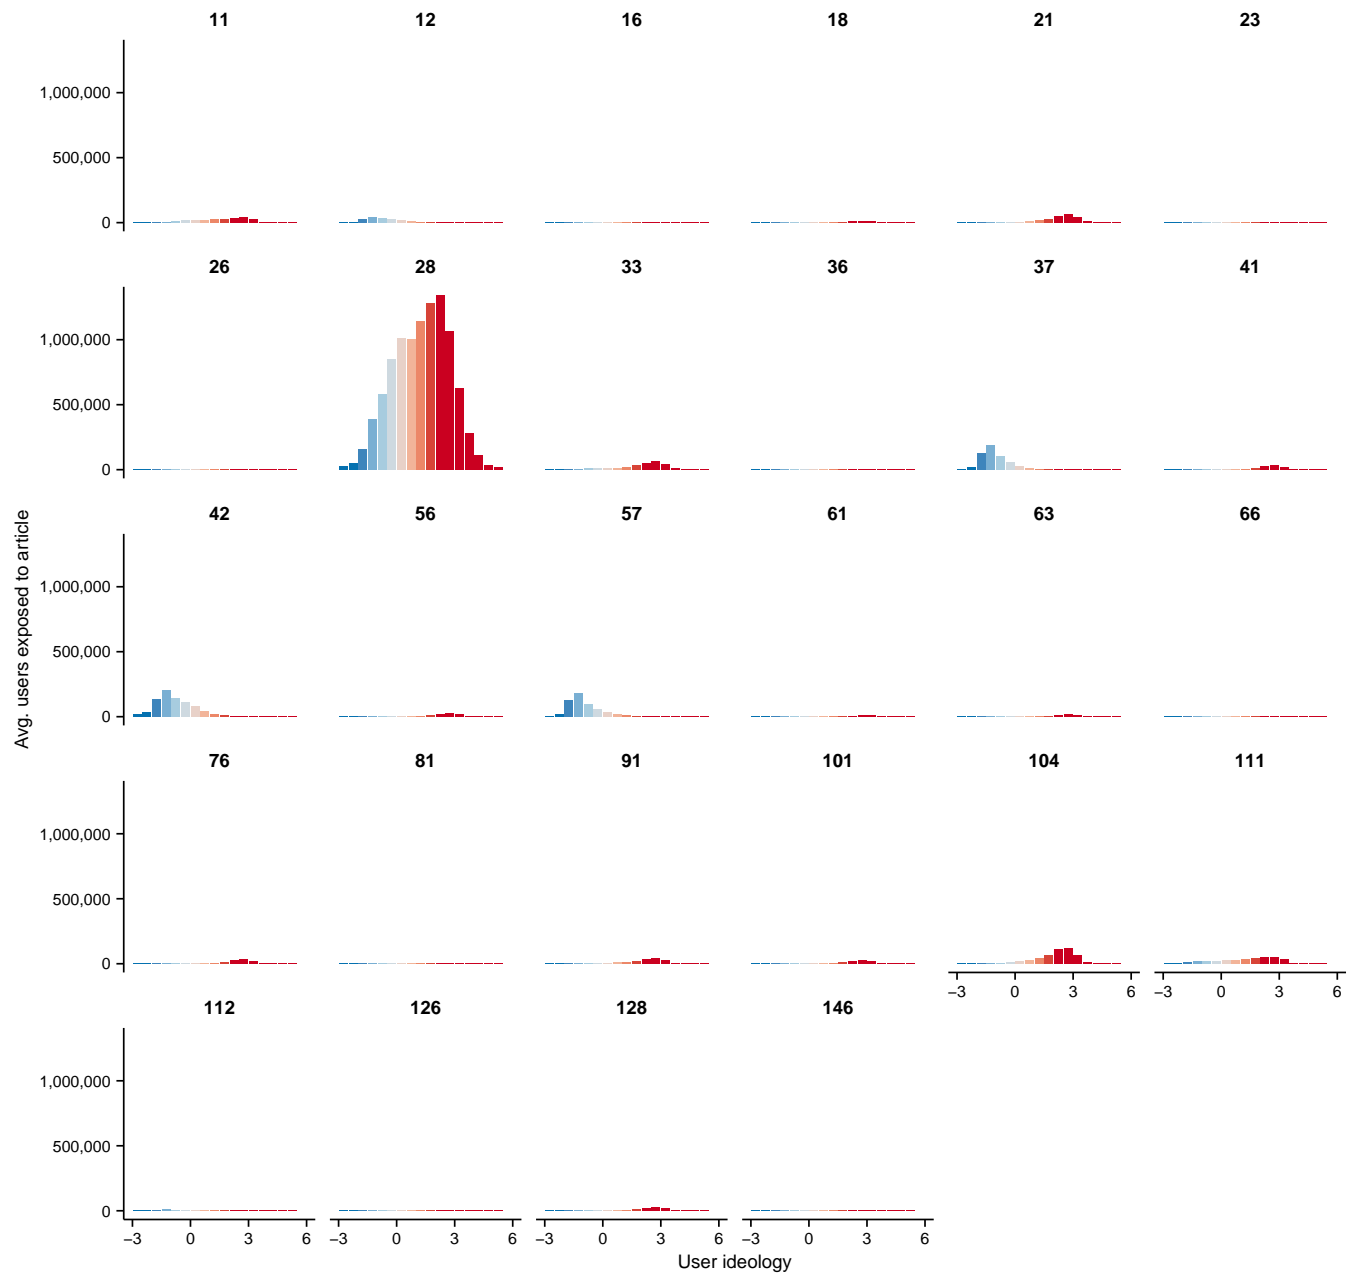 11 12 16 18 21 23
1,000,000
500,000
0
26 28 33 36 37 41
1,000,000
500,000
0
42 56 57 61 63 66
1,000,000
500,000
0
76 81 91 101 104 111
1,000,000
500,000
0
−3 0 3 6 −3 0 3 6
112 126 128 146
1,000,000
500,000
0
−3 0 3 6 −3 0 3 6 −3 0 3 6 −3 0 3 6
User ideology
Avg. users exposed to article